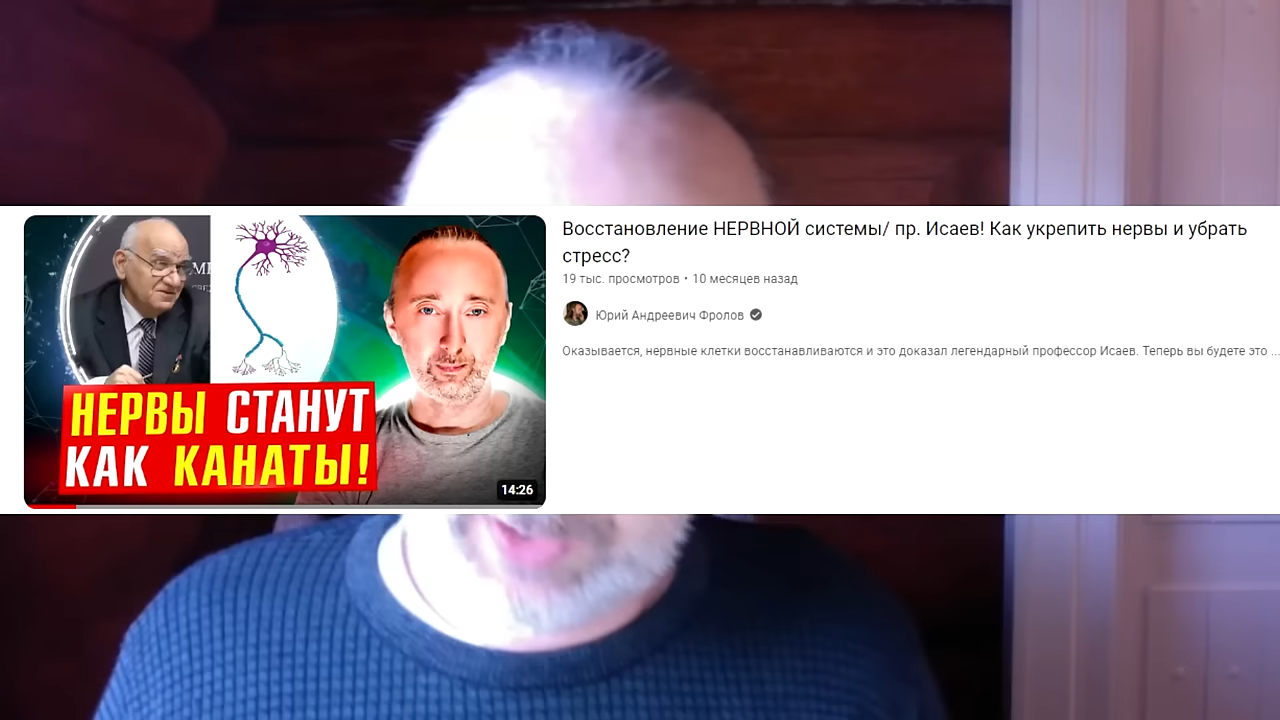 НЕРВЫ СТАНУТ
КАК КАНАТЫ!
14:26
Восстановление НЕРВНОЙ системы/ пр. Исаев! Как укрепить нервы и убрать
стресс?
19 тыс. просмотров • 10 месяцев назад
Юрий Андреевич Фролов
Оказывается, нервные клетки восстанавливаются и это доказал легендарный профессор Исаев. Теперь вы будете это ...